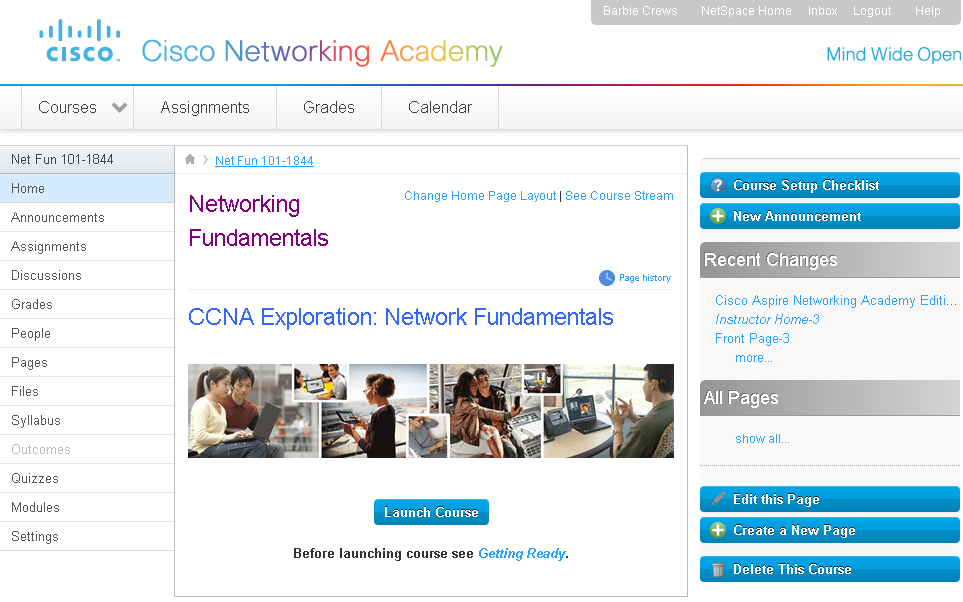 Barbie Crews NetSpace Home Inbox Logout Help
CISCO. Cisco Networking Academy
Mind Wide Open
Courses Assignments Grades Calendar
Net Fun 101-1844
Home
Announcements
Assignments
Discussions
Grades
People
Pages
Files
Syllabus
Outcomes
Quizzes
Modules
Settings
Net Fun 101-1844
Networking
Fundamentals
Change Home Page Layout | See Course Stream
Page history
CCNA Exploration: Network Fundamentals
Launch Course
Before launching course see Getting Ready.
Course Setup Checklist
New Announcement
Recent Changes
Cisco Aspire Networking Academy Editi...
Instructor Home-3
Front Page-3
more...
All Pages
show all...
Edit this Page
Create a New Page
Delete This Course